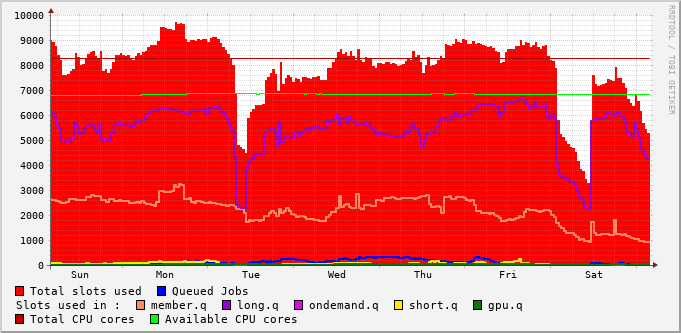 10000
9000
8000
7000
6000
5000
4000
3000
2000
1000
0
Sun Mon Tue Wed Thu Fri Sat
RRDTOOL / TOBI OETIKER
Total slots used Queued Jobs
Slots used in : member.q long.q ondemand.q short.q gpu.q
Total CPU cores Available CPU cores